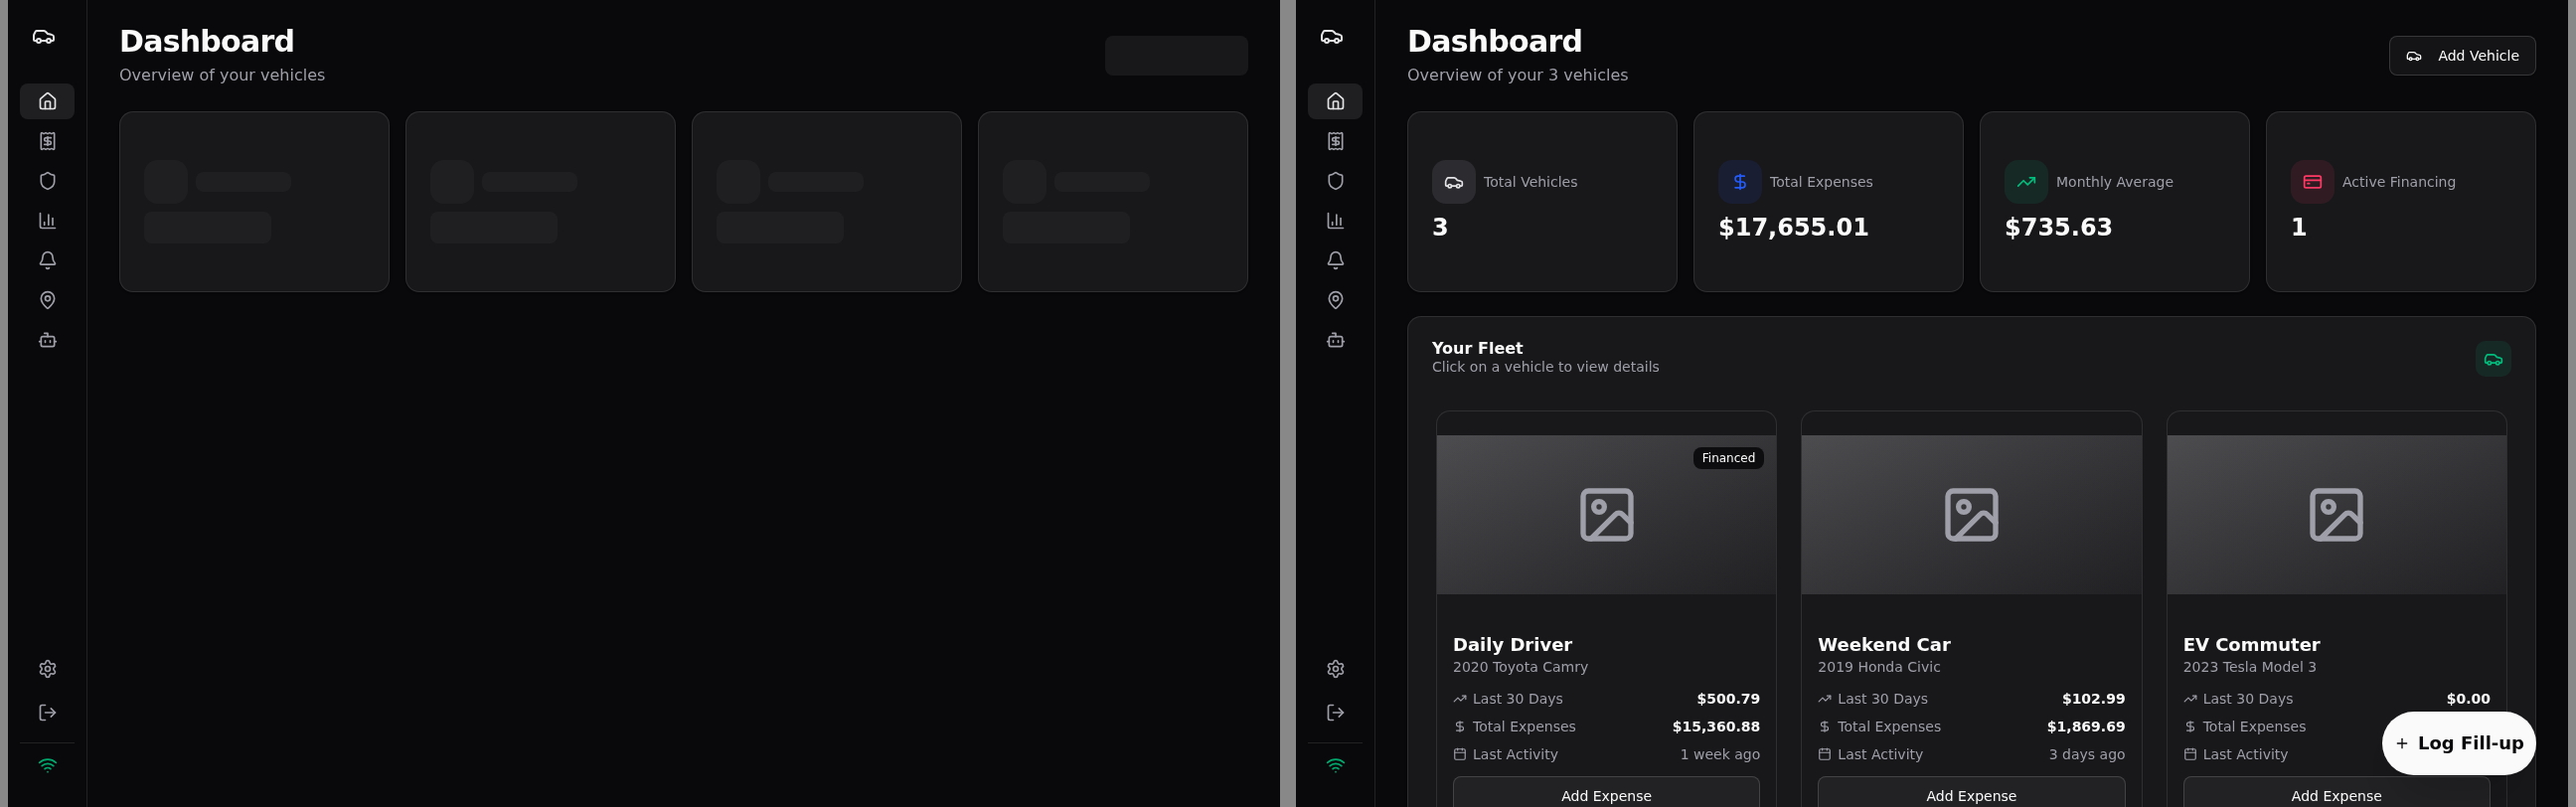 Dashboard
Overview of your vehicles
Dashboard
Overview of your 3 vehicles
Add Vehicle
Total Vehicles
3
Total Expenses
$17,655.01
Monthly Average
$735.63
Active Financing
1
Your Fleet
Click on a vehicle to view details
Financed
Daily Driver
2020 Toyota Camry
Last 30 Days $500.79
Total Expenses $15,360.88
Last Activity 1 week ago
Add Expense
Weekend Car
2019 Honda Civic
Last 30 Days $102.99
Total Expenses $1,869.69
Last Activity 3 days ago
Add Expense
EV Commuter
2023 Tesla Model 3
Last 30 Days $0.00
Total Expenses
Last Activity
Add Expense
+ Log Fill-up